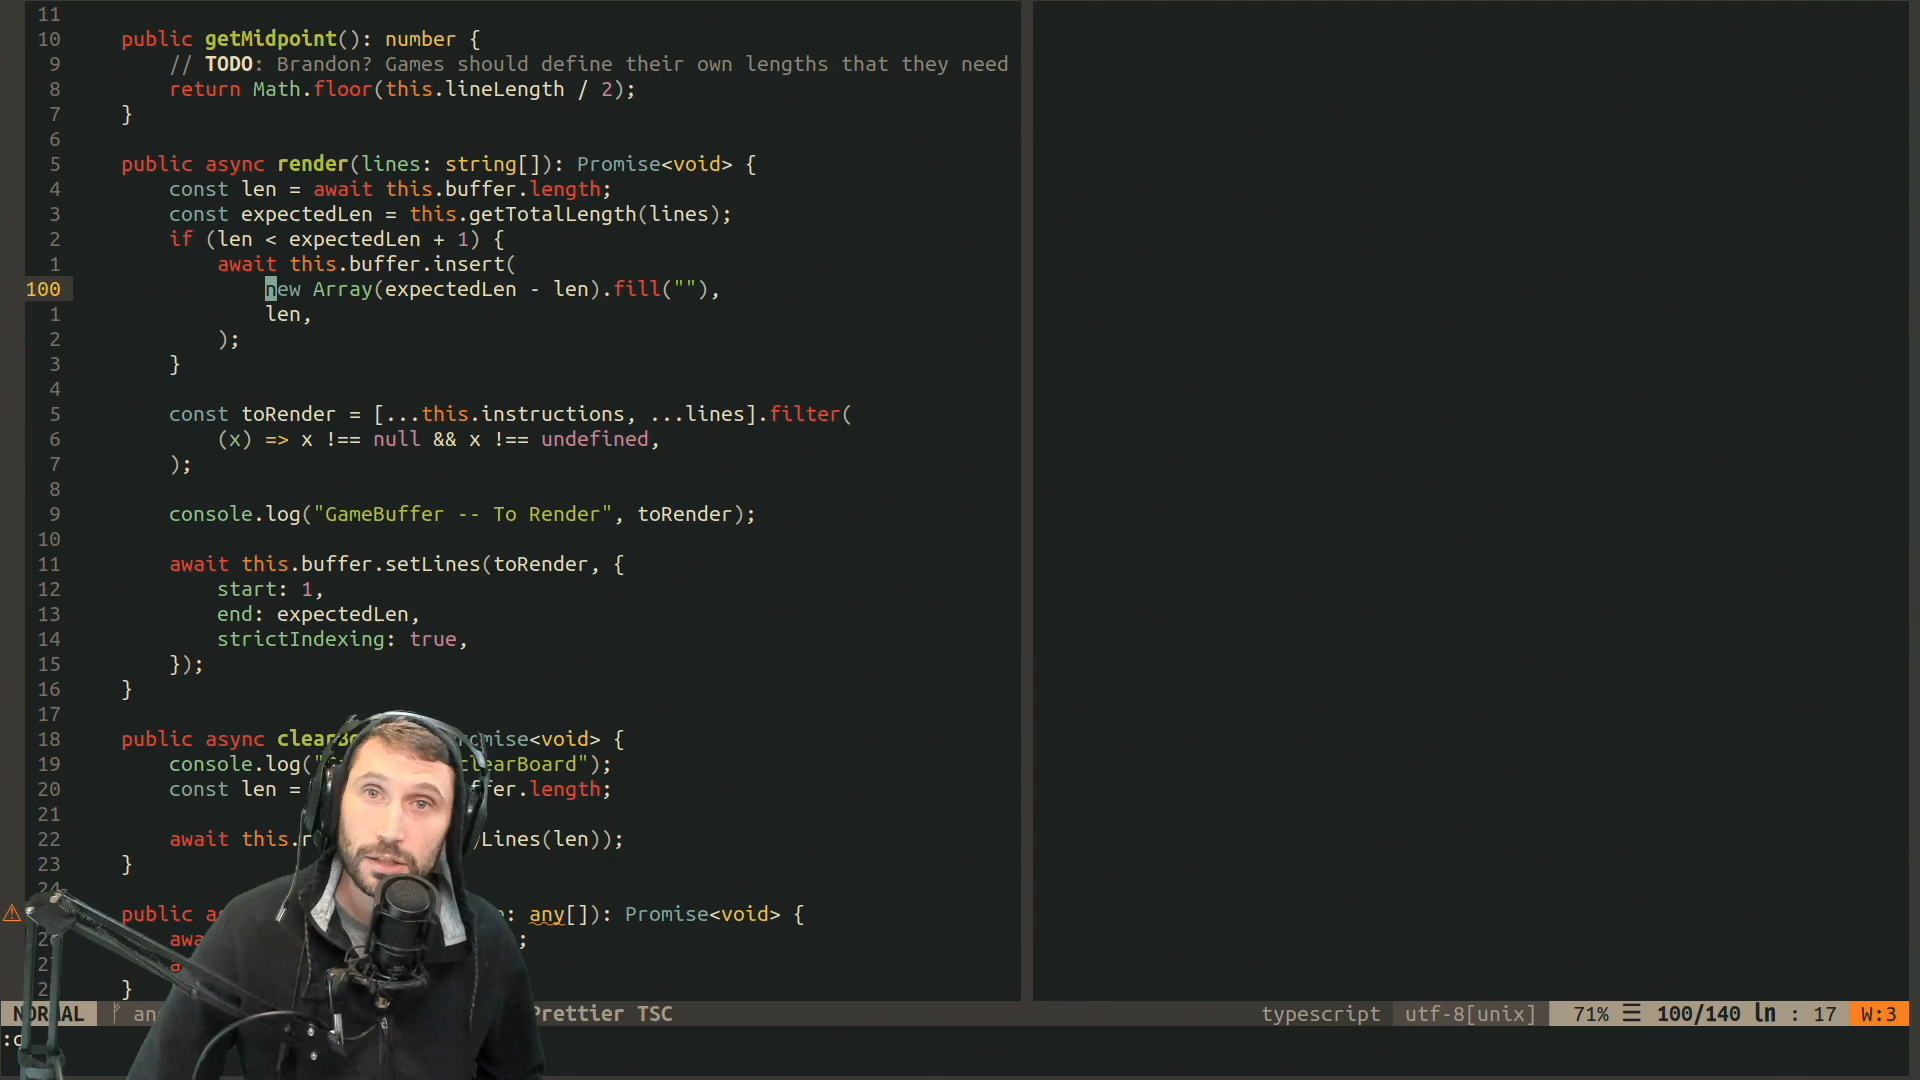 11
10 public getMidpoint(): number {
9 // TODO: Brandon? Games should define their own lengths that they need
8 return Math.floor(this.lineLength / 2);
7 }
6
5 public async render(lines: string[]): Promise<void> {
4 const len = await this.buffer.length;
3 const expectedLen = this.getTotalLength(lines);
2 if (len < expectedLen + 1) {
1 await this.buffer.insert(
100 new Array(expectedLen - len).fill(""),
1 len,
2 );
3 }
4
5 const toRender = [...this.instructions, ...lines].filter(
6 (x) => x !== null && x !== undefined,
7 );
8
9 console.log("GameBuffer -- To Render", toRender);
10
11 await this.buffer.setLines(toRender, {
12 start: 1,
13 end: expectedLen,
14 strictIndexing: true,
15 });
16 }
17
18 public async <void> {
19 console.log(" clearBoard");
20 const len = .length;
21
22 await this. Lines(len));
23 }
24
public : any[]): Promise<void> {
;
}
NORMAL Prettier TSC typescript utf-8[unix] 71% ☰ 100/140 ln : 17 W:3